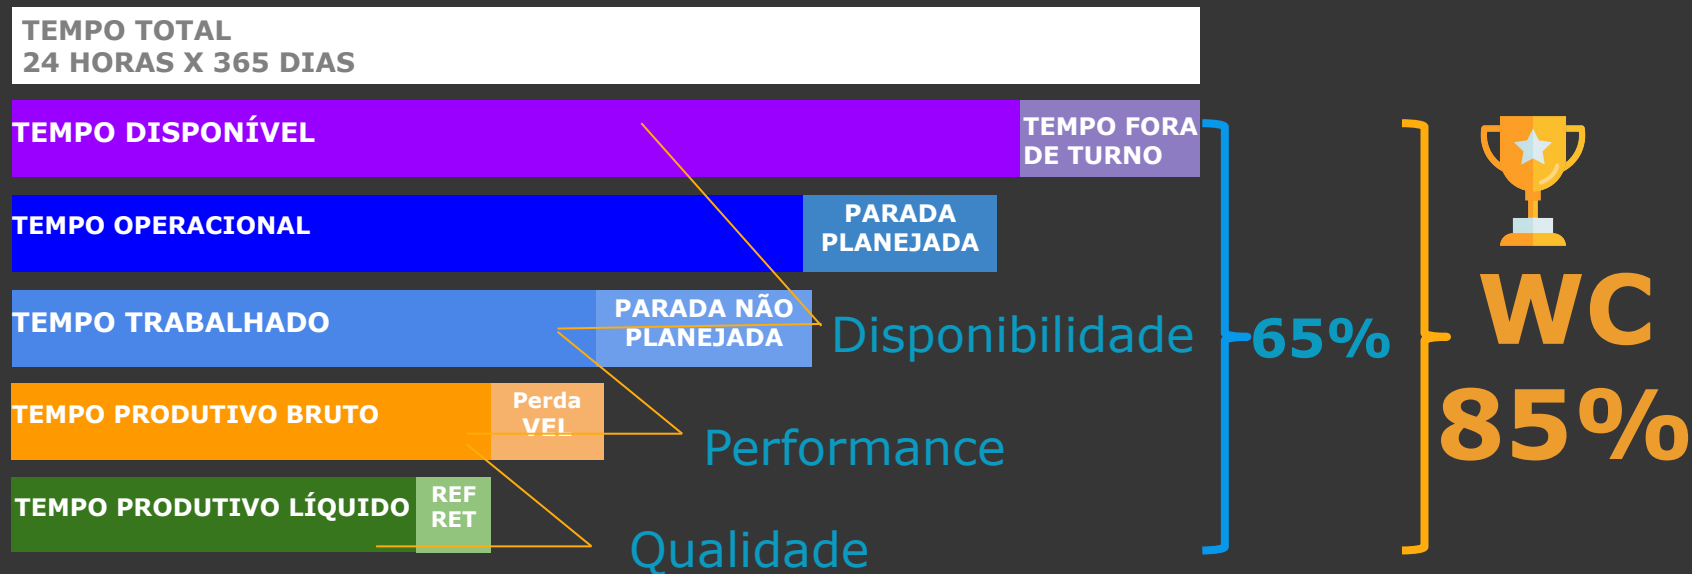 TEMPO TOTAL
24 HORAS X 365 DIAS
TEMPO DISPONÍVEL
TEMPO FORA
DE TURNO
TEMPO OPERACIONAL
PARADA
PLANEJADA
TEMPO TRABALHADO
PARADA NÃO
PLANEJADA
Disponibilidade
65%
WC
85%
TEMPO PRODUTIVO BRUTO
Perda
VEL
Performance
TEMPO PRODUTIVO LÍQUIDO
REF
RET
Qualidade